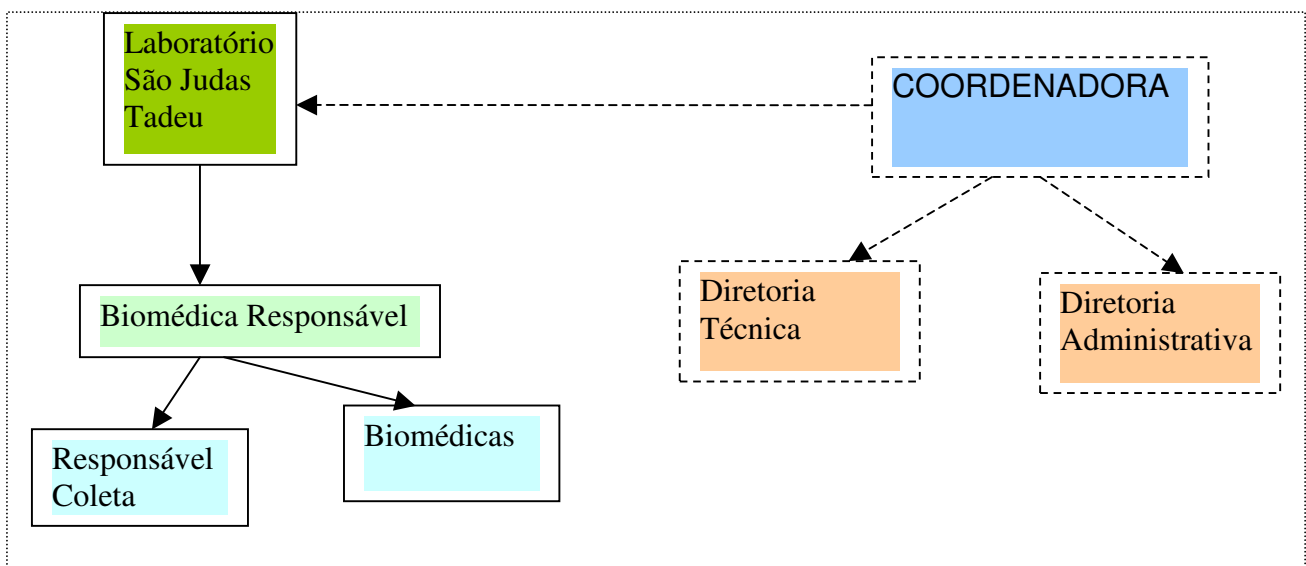 Laboratório
São Judas
Tadeu
COORDENADORA
Diretoria
Técnica
Diretoria
Administrativa
Biomédica Responsável
Biomédicas
Responsável
Coleta